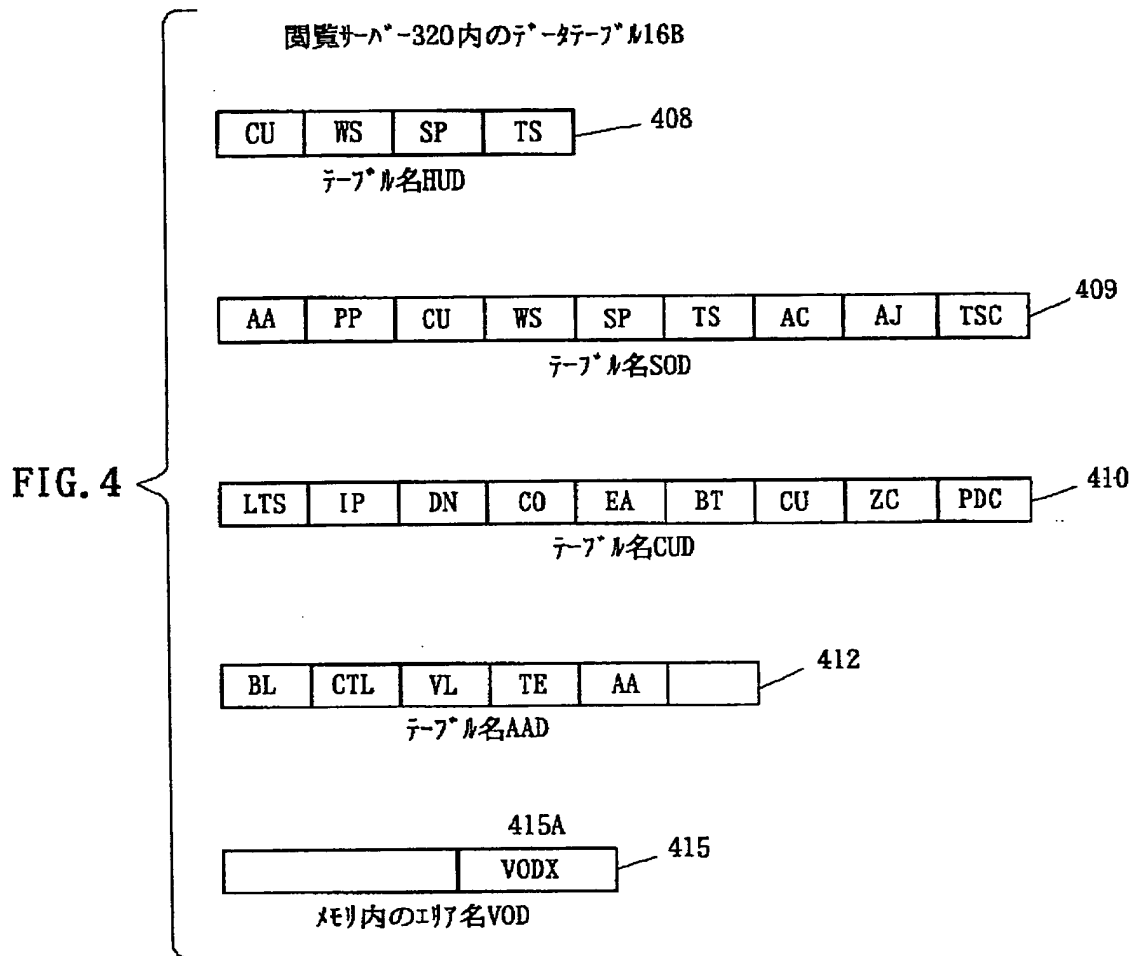 閲覧サーバー320内のデータテーブル16B
CU WS SP TS 408
テーブル名HUD
AA PP CU WS SP TS AC AJ TSC 409
テーブル名SOD
FIG. 4
LTS IP DN CO EA BT CU ZC PDC 410
テーブル名CUD
BL CTL VL TE AA 412
テーブル名AAD
415A
VODX 415
メモリ内のエリア名VOD